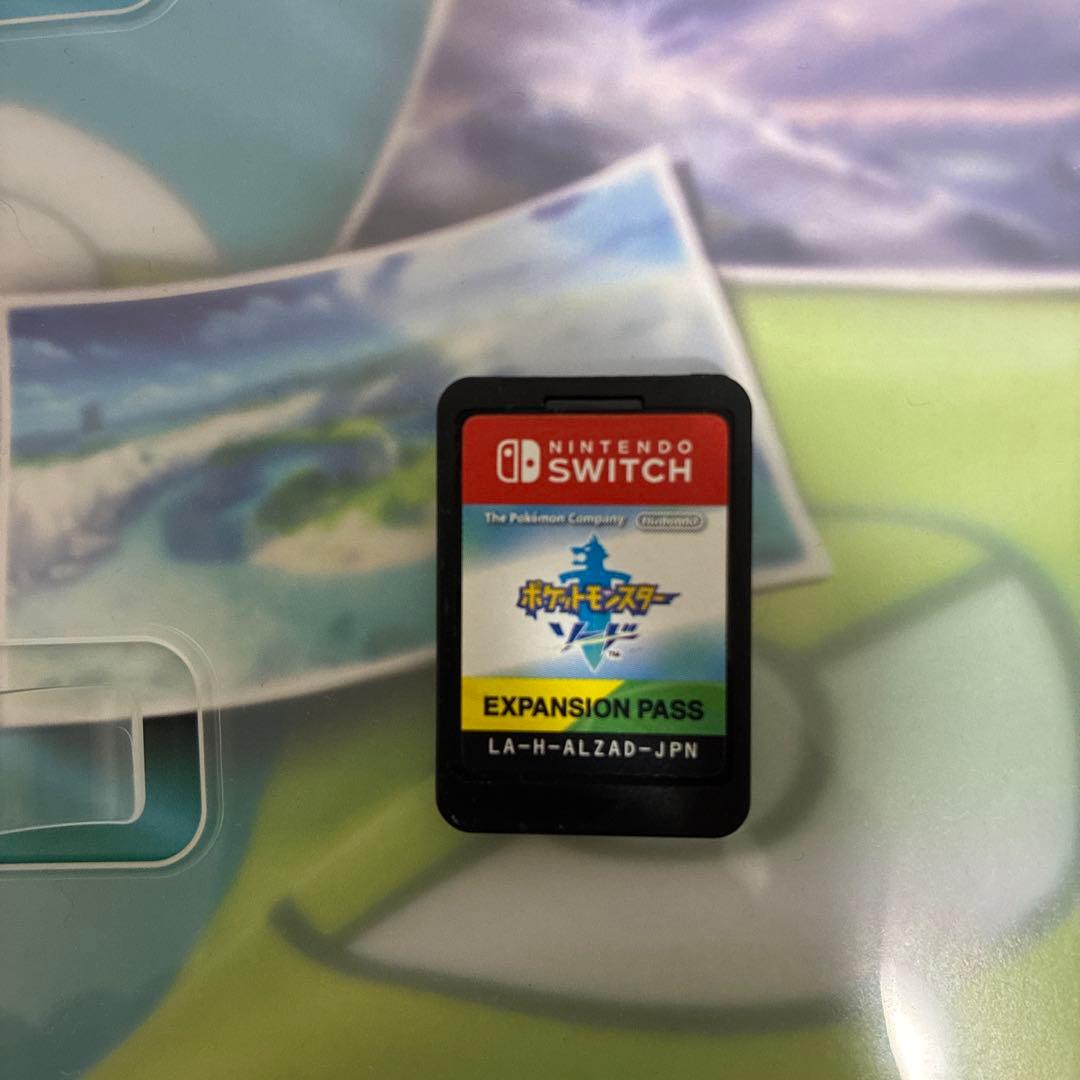 NINTENDO
SWITCH
The Pokémon Company Nintendo
ポケットモンスター
ソード
TM
EXPANSION PASS
LA-H-ALZAD-JPN